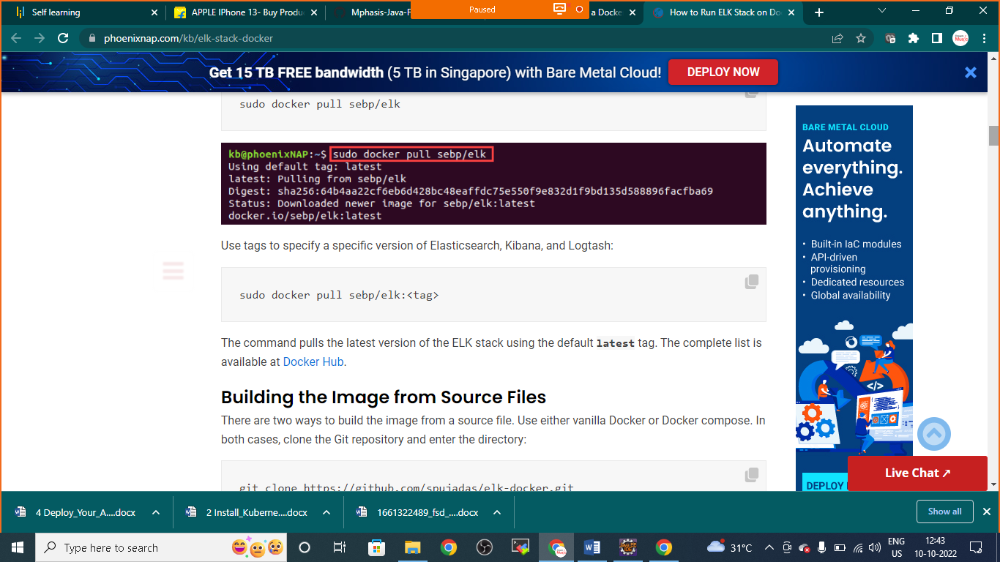 Self learning
APPLE IPhone 13- Buy Produ
Mphasis-Java-F
Paused
a Docke
How to Run ELK Stack on Do
phoenixnap.com/kb/elk-stack-docker
Get 15 TB FREE bandwidth (5 TB in Singapore) with Bare Metal Cloud!
DEPLOY NOW
sudo docker pull sebp/elk
kb@phoenixNAP:~$ sudo docker pull sebp/elk
Using default tag: latest
latest: Pulling from sebp/elk
Digest: sha256:64b4aa22cf6eb6d428bc48eaffdc75e550f9e832d1f9bd135d588896facfba69
Status: Downloaded newer image for sebp/elk:latest
docker.io/sebp/elk:latest
Use tags to specify a specific version of Elasticsearch, Kibana, and Logtash:
sudo docker pull sebp/elk:<tag>
The command pulls the latest version of the ELK stack using the default latest tag. The complete list is
available at Docker Hub.
Building the Image from Source Files
There are two ways to build the image from a source file. Use either vanilla Docker or Docker compose. In
both cases, clone the Git repository and enter the directory:
git clone https://github.com/spujadas/elk-docker.git
BARE METAL CLOUD
Automate
everything.
Achieve
anything.
• Built-in IaC modules
• API-driven
provisioning
• Dedicated resources
• Global availability
</>
DEPLOY
Live Chat ↗
4 Deploy_Your_A....docx
2 Install_Kuberne....docx
1661322489_fsd_....docx
Show all
Type here to search
31°C
ENG
US
12:43
10-10-2022